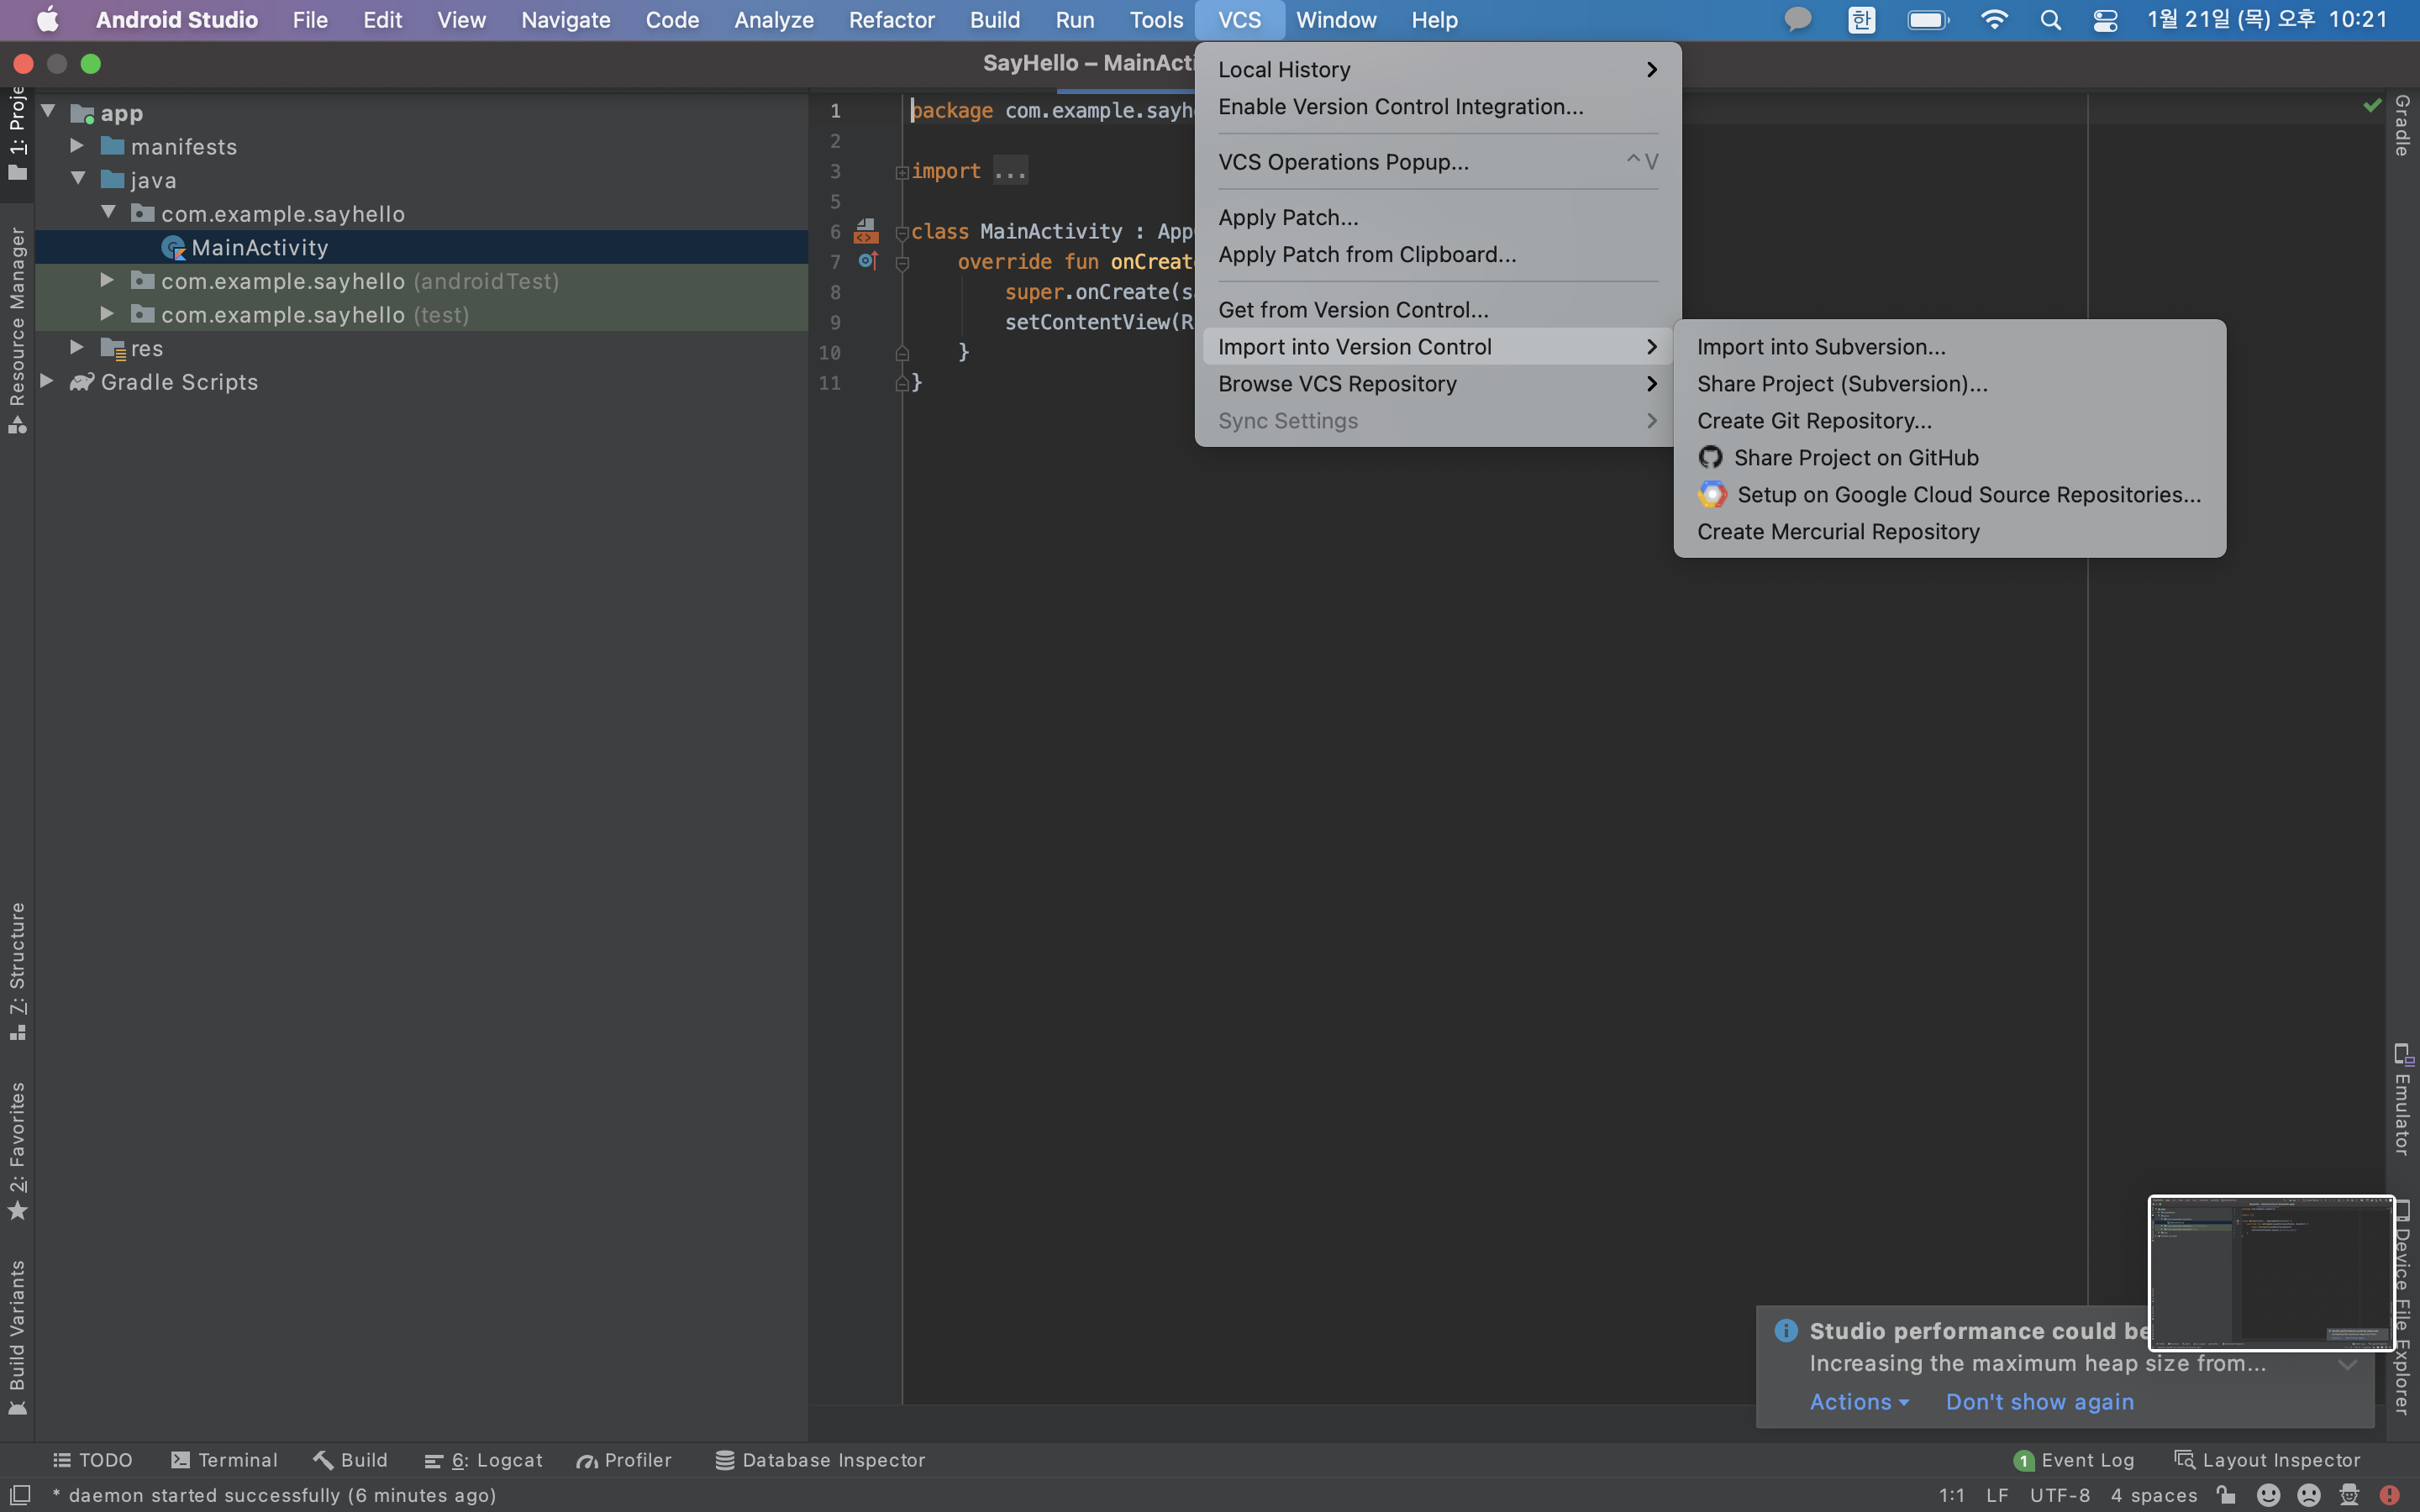 Android Studio File Edit View Navigate Code Analyze Refactor Build Run Tools VCS Window Help 한 1월 21일 (목) 오후 10:21
SayHello – MainActi
1: Proje
Resource Manager
7: Structure
2: Favorites
Build Variants
app
manifests
java
com.example.sayhello
MainActivity
com.example.sayhello (androidTest)
com.example.sayhello (test)
res
Gradle Scripts
1 package com.example.sayh
2
3 import ...
5
6 class MainActivity : App
7 override fun onCreat
8 super.onCreate(s
9 setContentView(R
10 }
11 }
Local History
Enable Version Control Integration...
VCS Operations Popup... ^V
Apply Patch...
Apply Patch from Clipboard...
Get from Version Control...
Import into Version Control
Browse VCS Repository
Sync Settings
Import into Subversion...
Share Project (Subversion)...
Create Git Repository...
Share Project on GitHub
Setup on Google Cloud Source Repositories...
Create Mercurial Repository
Gradle
Emulator
Device File Explorer
Studio performance could be
Increasing the maximum heap size from...
Actions Don't show again
TODO Terminal Build 6: Logcat Profiler Database Inspector 1 Event Log Layout Inspector
* daemon started successfully (6 minutes ago) 1:1 LF UTF-8 4 spaces